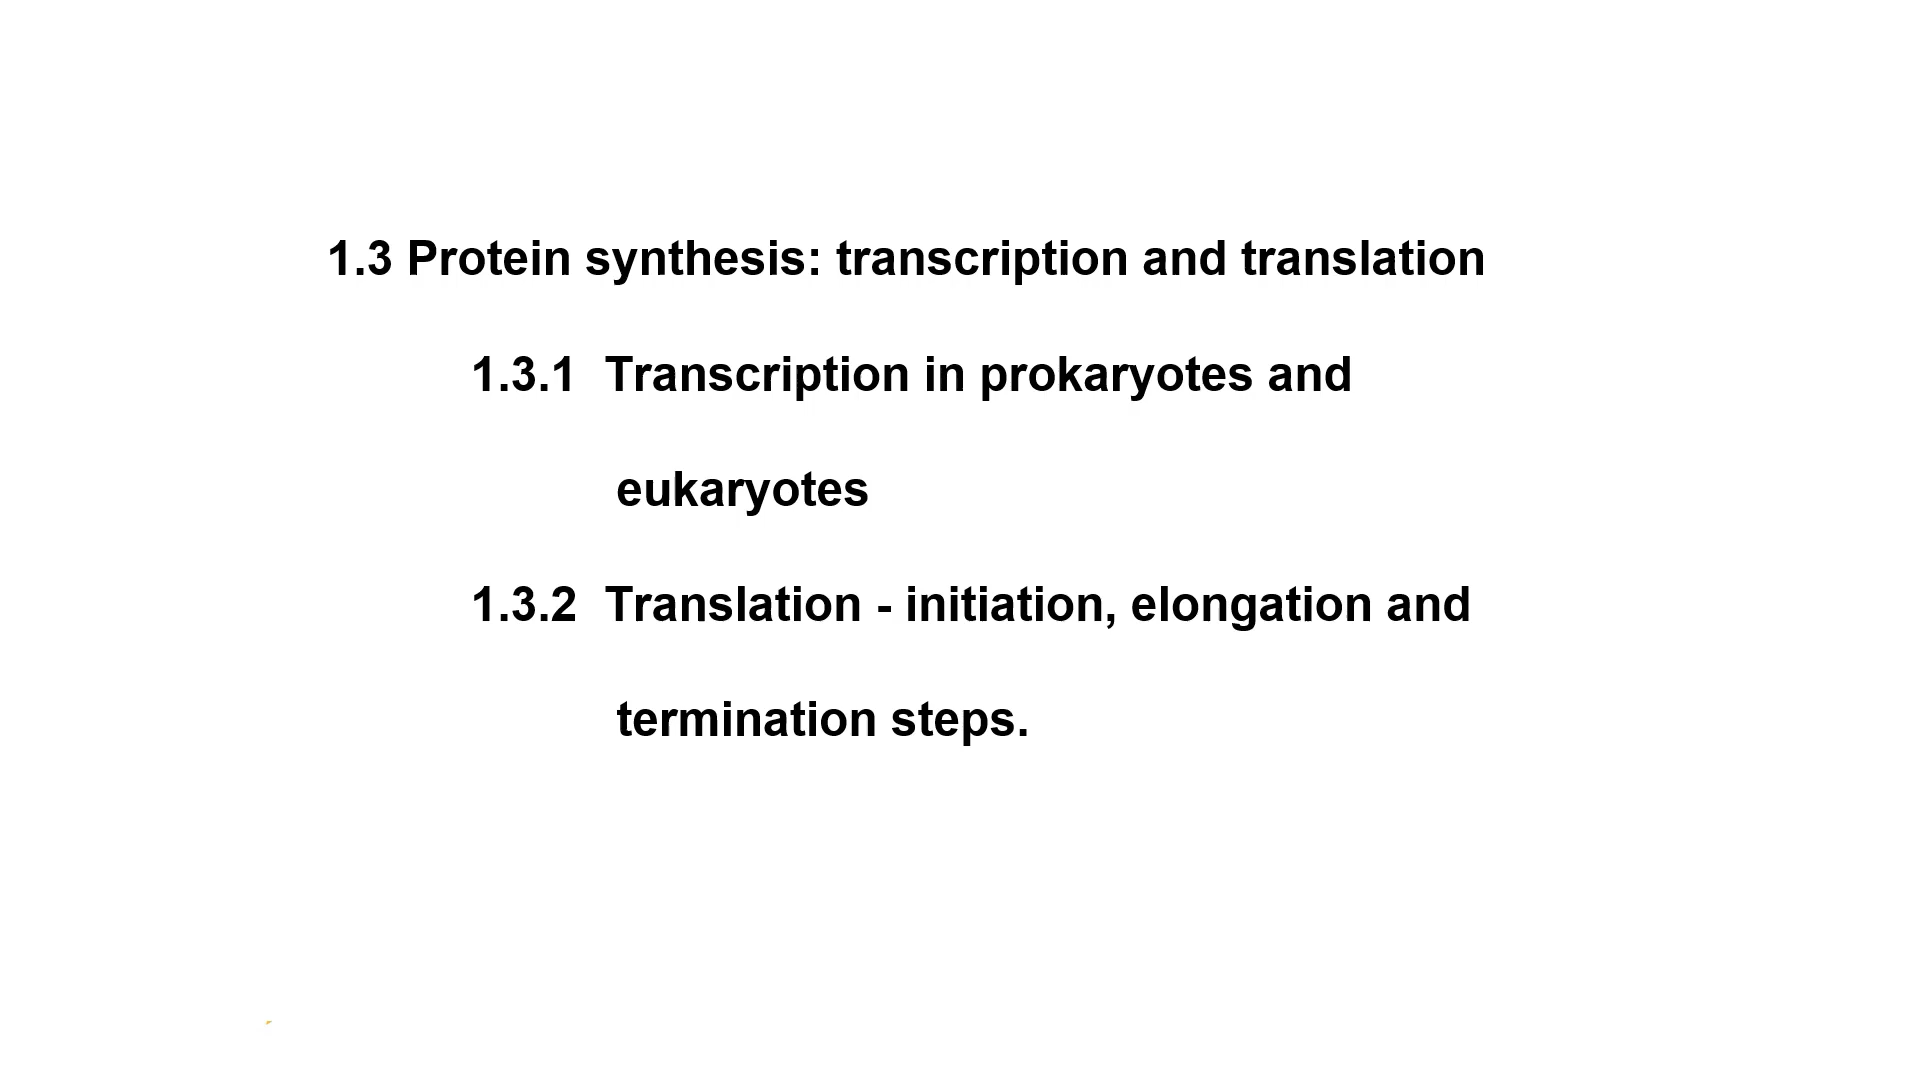 1.3 Protein synthesis: transcription and translation
1.3.1 Transcription in prokaryotes and
eukaryotes
1.3.2 Translation - initiation, elongation and
termination steps.